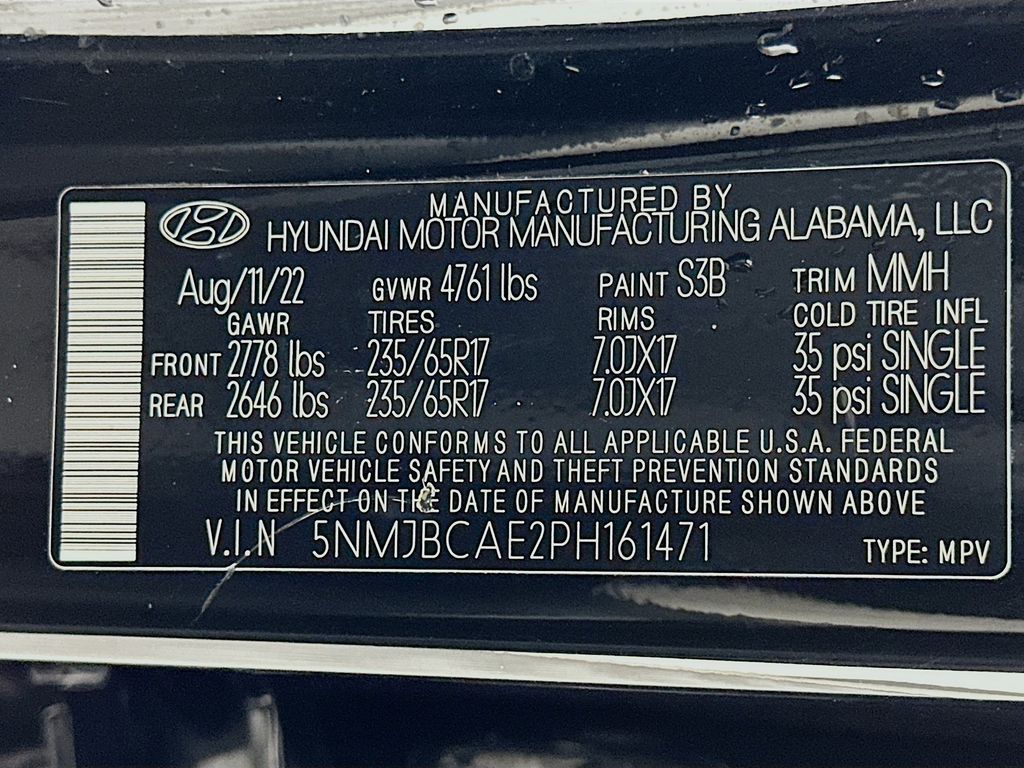 MANUFACTURED BY
HYUNDAI MOTOR MANUFACTURING ALABAMA, LLC
Aug/11/22 GVWR 4761 lbs PAINT S3B TRIM MMH
GAWR TIRES RIMS COLD TIRE INFL
FRONT 2778 lbs 235/65R17 7.0JX17 35 psi SINGLE
REAR 2646 lbs 235/65R17 7.0JX17 35 psi SINGLE
THIS VEHICLE CONFORMS TO ALL APPLICABLE U.S.A. FEDERAL
MOTOR VEHICLE SAFETY AND THEFT PREVENTION STANDARDS
IN EFFECT ON THE DATE OF MANUFACTURE SHOWN ABOVE
V.I.N 5NMJBCAE2PH161471 TYPE: MPV